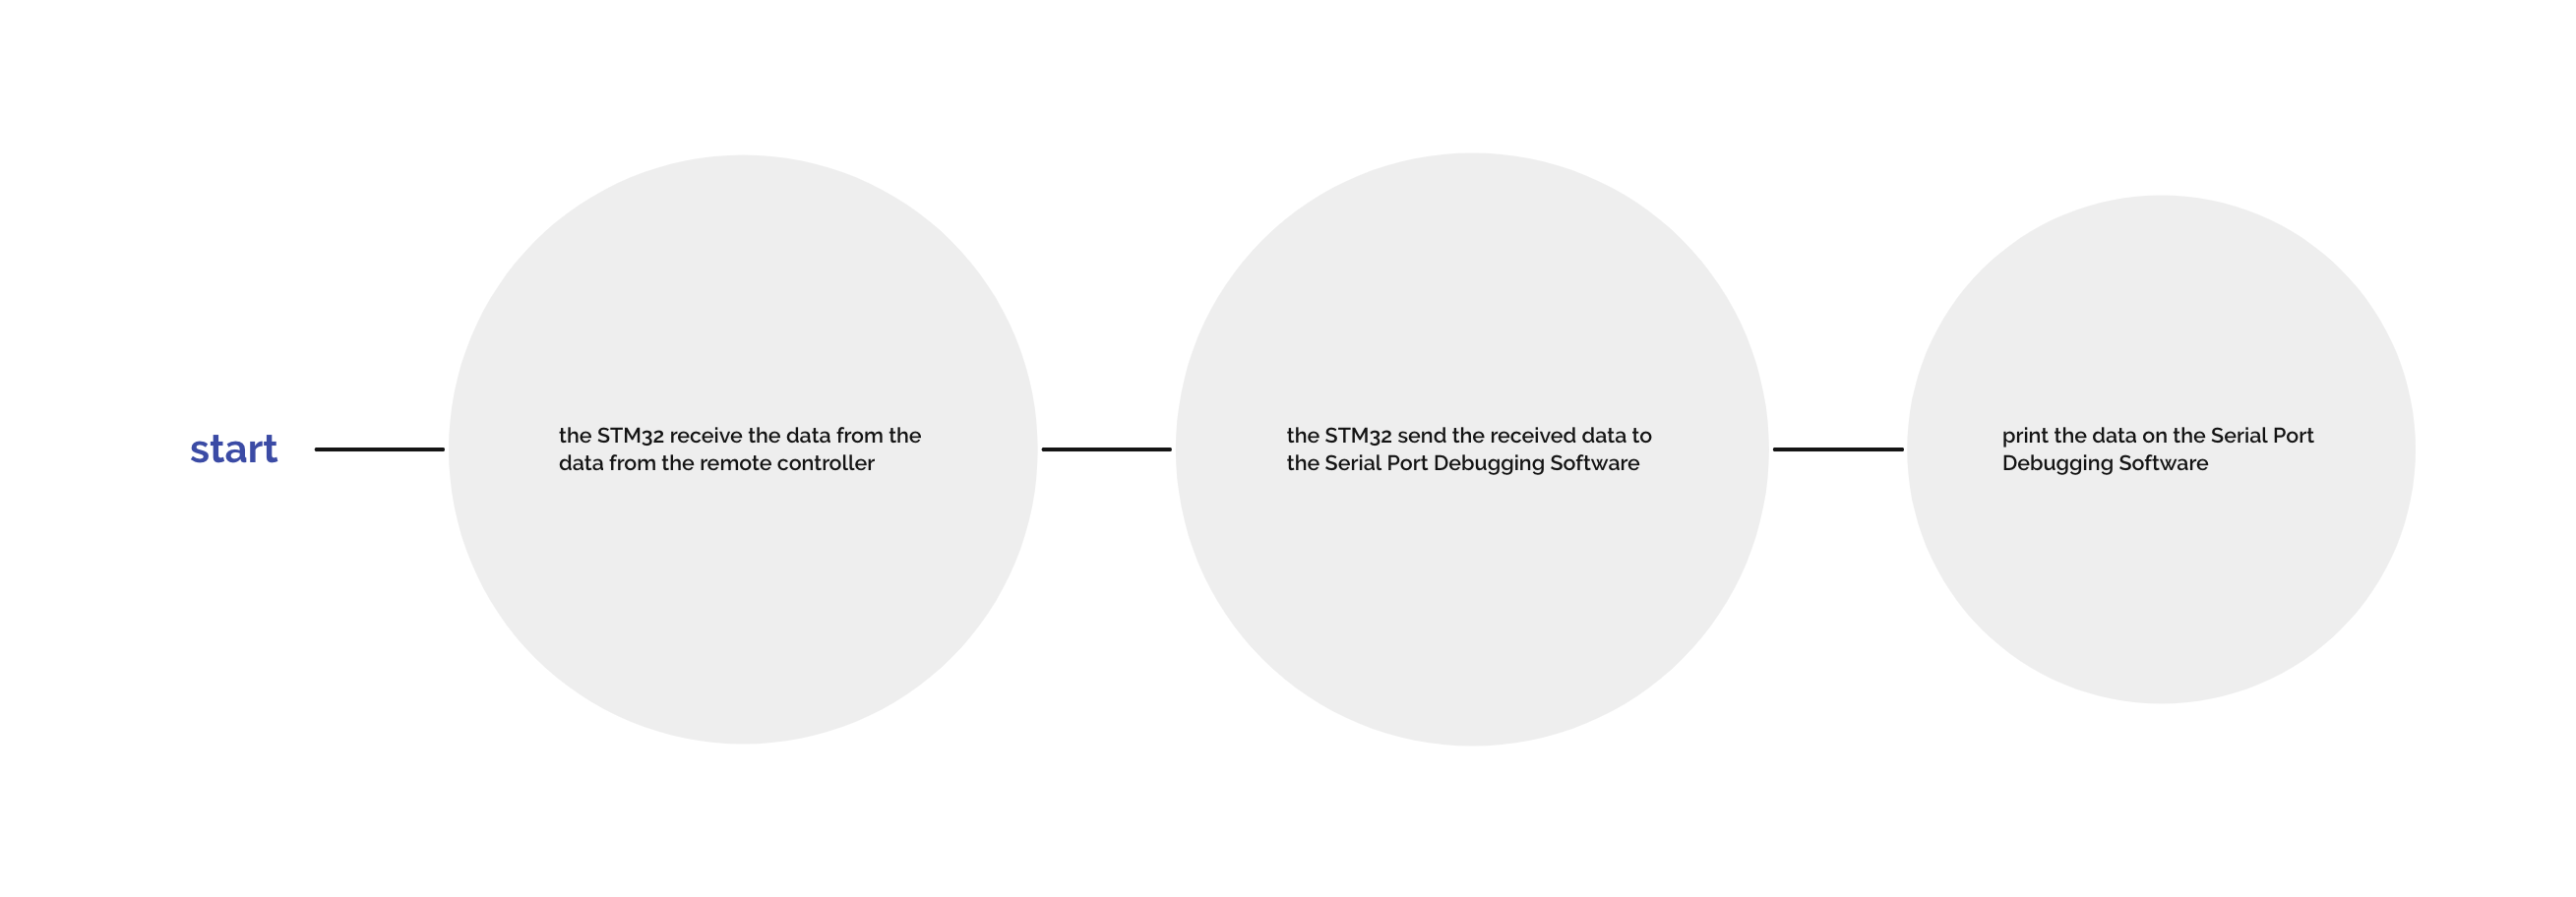 start
the STM32 receive the data from the
data from the remote controller
the STM32 send the received data to
the Serial Port Debugging Software
print the data on the Serial Port
Debugging Software